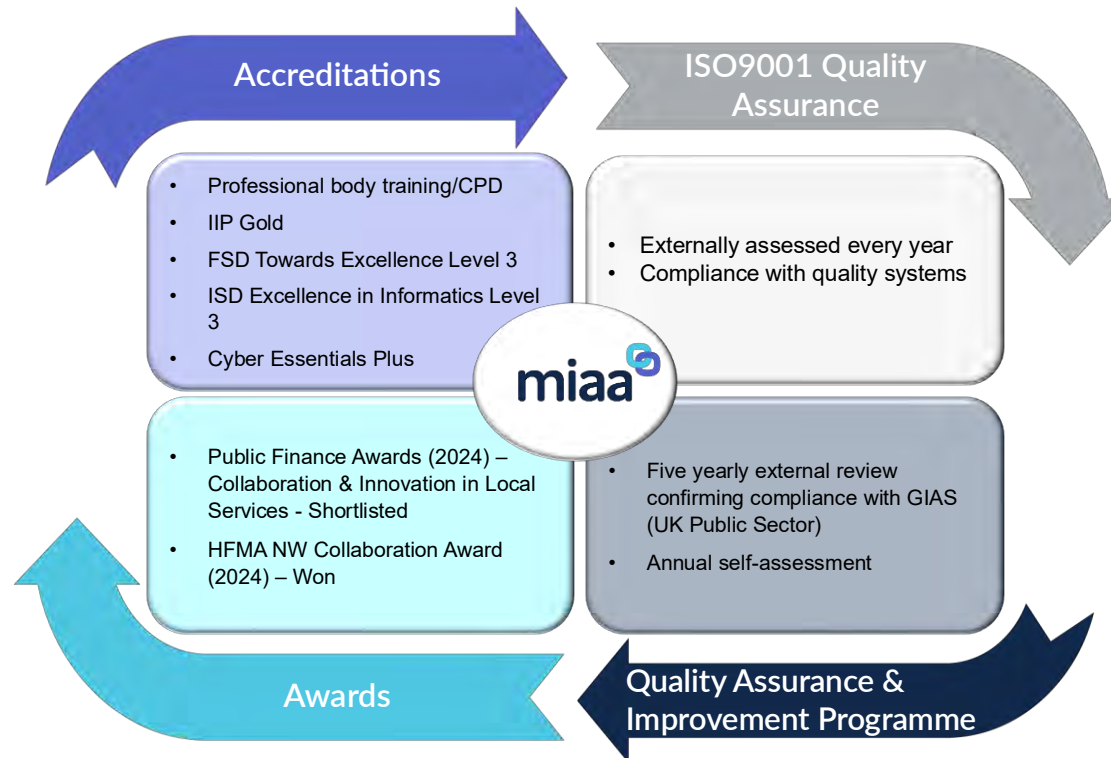 Accreditations
ISO9001 Quality
Assurance
• Professional body training/CPD
• IIP Gold
• FSD Towards Excellence Level 3
• ISD Excellence in Informatics Level
3
• Cyber Essentials Plus
• Externally assessed every year
• Compliance with quality systems
miaa
• Public Finance Awards (2024) –
Collaboration & Innovation in Local
Services - Shortlisted
• HFMA NW Collaboration Award
(2024) – Won
• Five yearly external review
confirming compliance with GIAS
(UK Public Sector)
• Annual self-assessment
Awards
Quality Assurance &
Improvement Programme